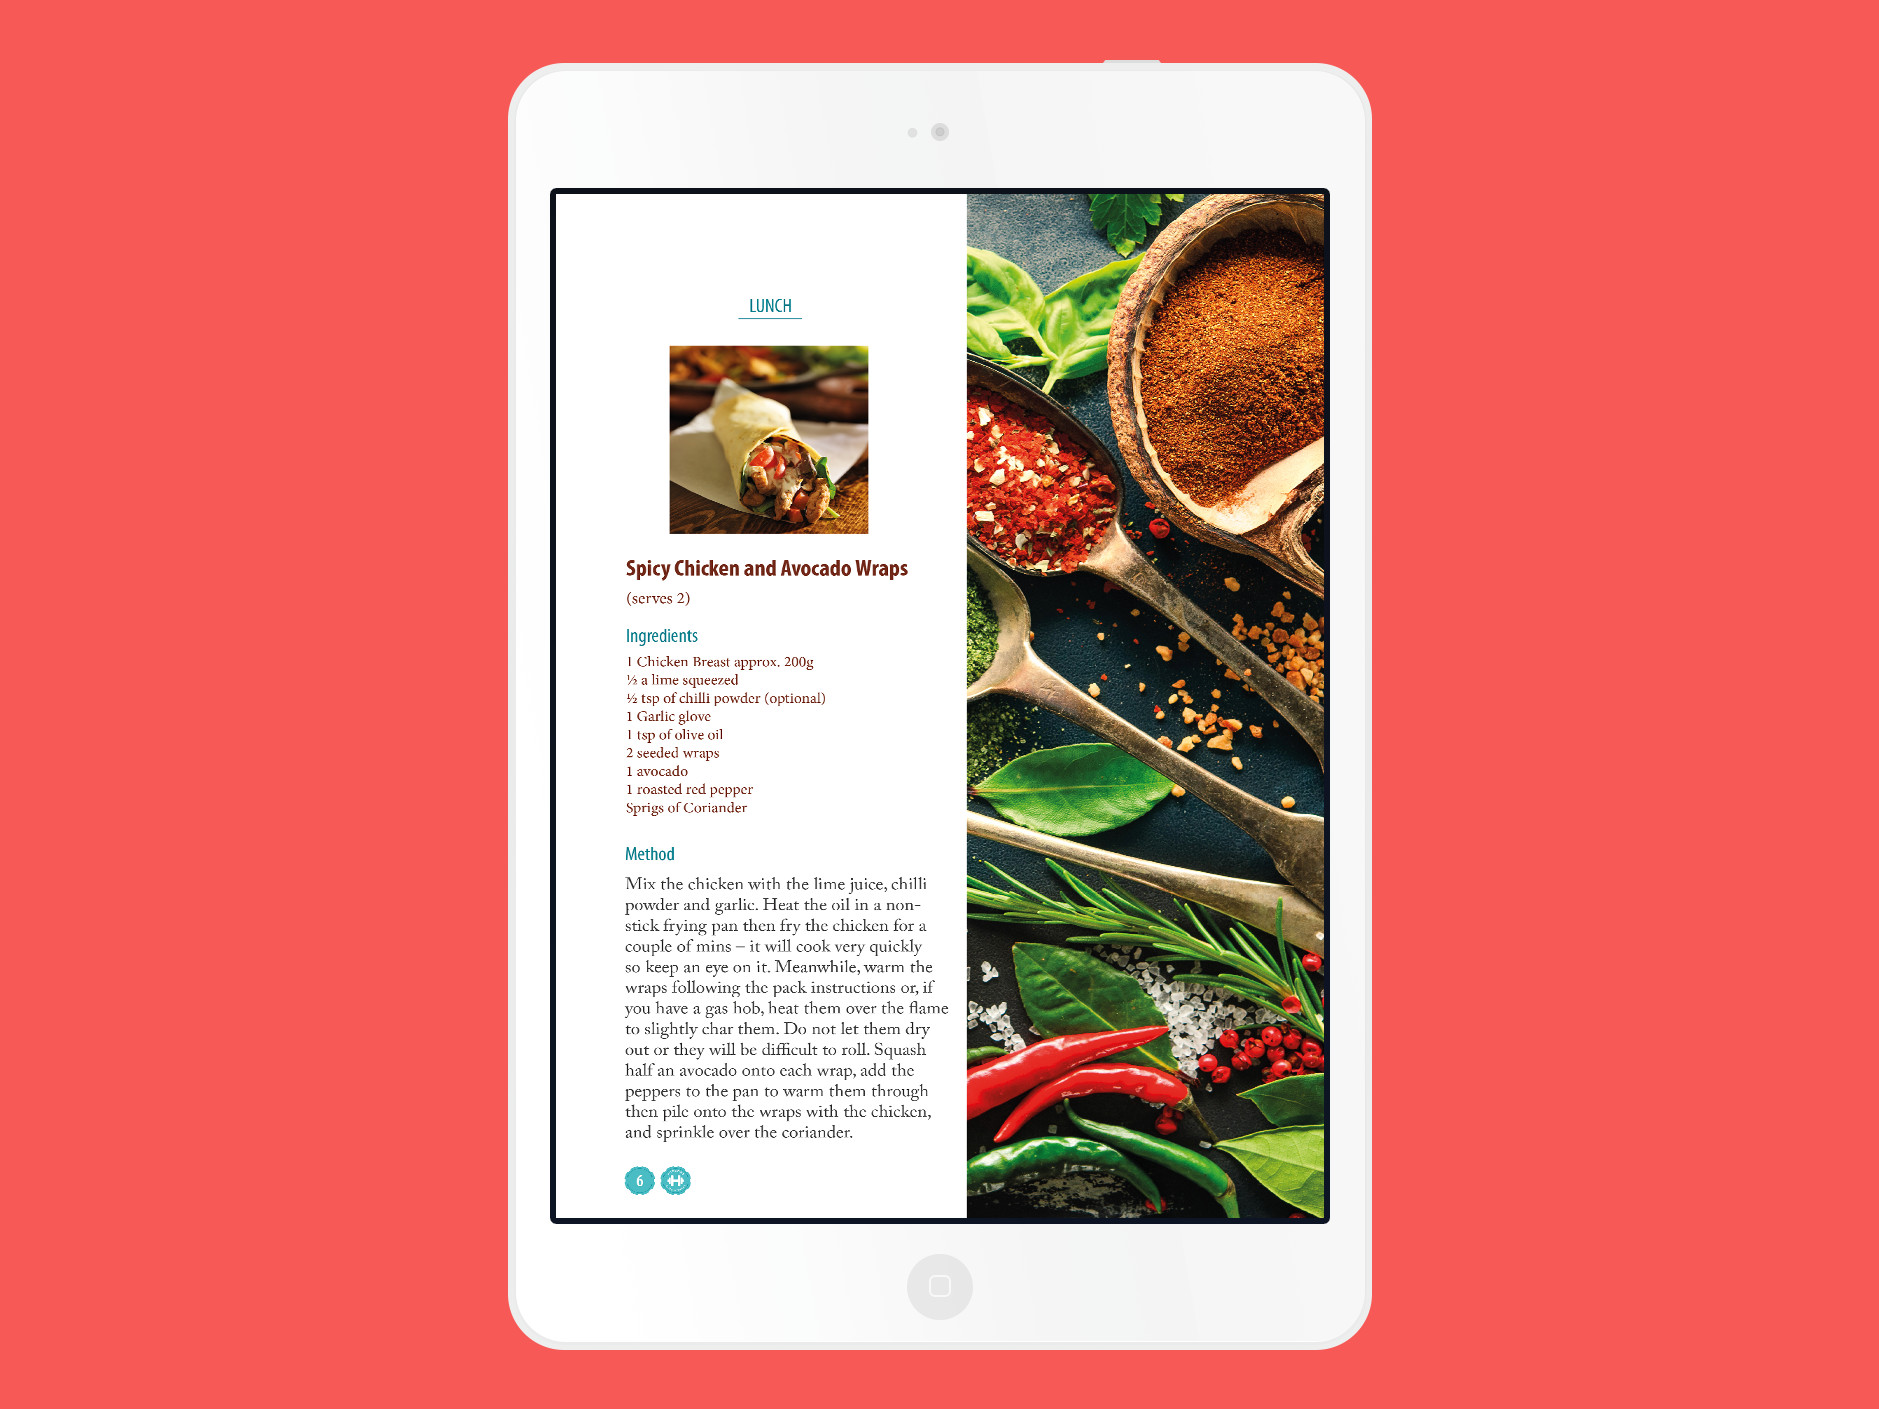 LUNCH
Spicy Chicken and Avocado Wraps
(serves 2)
Ingredients
1 Chicken Breast approx. 200g
½ a lime squeezed
½ tsp of chilli powder (optional)
1 Garlic glove
1 tsp of olive oil
2 seeded wraps
1 avocado
1 roasted red pepper
Sprigs of Coriander
Method
Mix the chicken with the lime juice, chilli
powder and garlic. Heat the oil in a non-
stick frying pan then fry the chicken for a
couple of mins – it will cook very quickly
so keep an eye on it. Meanwhile, warm the
wraps following the pack instructions or, if
you have a gas hob, heat them over the flame
to slightly char them. Do not let them dry
out or they will be difficult to roll. Squash
half an avocado onto each wrap, add the
peppers to the pan to warm them through
then pile onto the wraps with the chicken,
and sprinkle over the coriander.
6